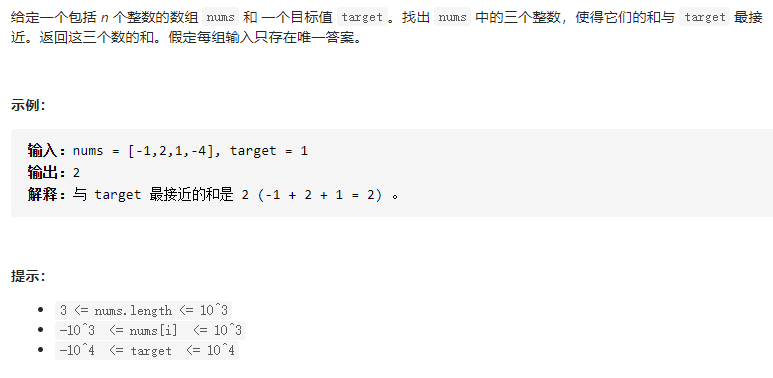 给定一个包括 n 个整数的数组 nums 和 一个目标值 target。找出 nums 中的三个整数，使得它们的和与 target 最接
近。返回这三个数的和。假定每组输入只存在唯一答案。
示例：
输入：nums = [-1,2,1,-4], target = 1
输出：2
解释：与 target 最接近的和是 2 (-1 + 2 + 1 = 2) 。
提示：
3 <= nums.length <= 10^3
-10^3 <= nums[i] <= 10^3
-10^4 <= target <= 10^4